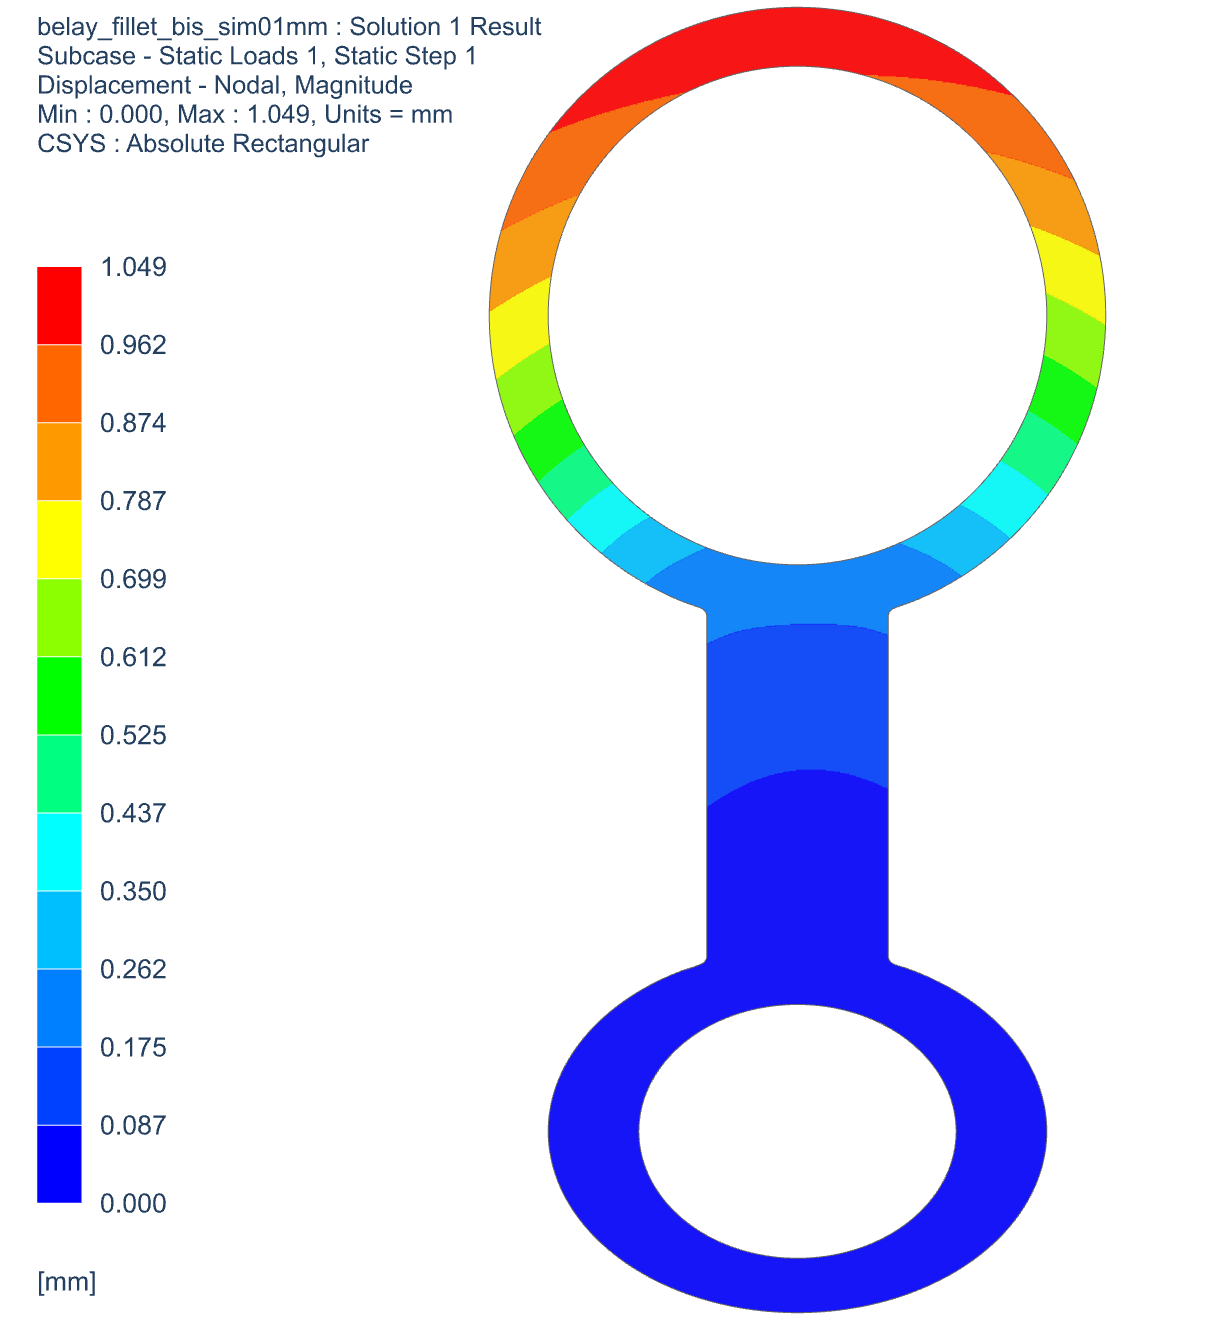 belay_fillet_bis_sim01mm : Solution 1 Result
Subcase - Static Loads 1, Static Step 1
Displacement - Nodal, Magnitude
Min : 0.000, Max : 1.049, Units = mm
CSYS : Absolute Rectangular
1.049
0.962
0.874
0.787
0.699
0.612
0.525
0.437
0.350
0.262
0.175
0.087
0.000
[mm]